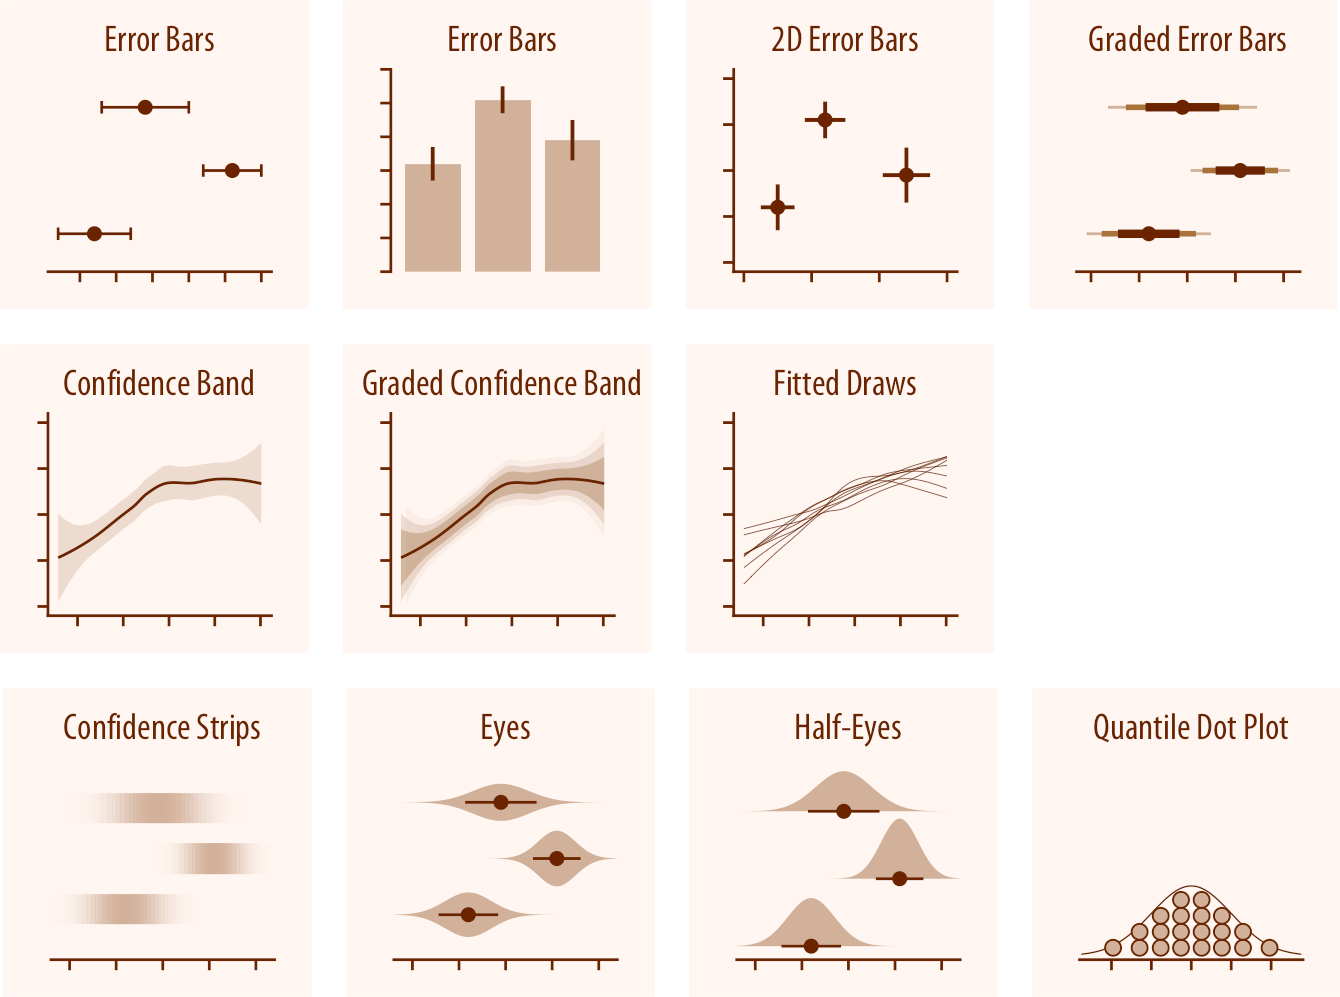 Error Bars
Error Bars
2D Error Bars
Graded Error Bars
Confidence Band
Graded Confidence Band
Fitted Draws
Confidence Strips
Eyes
Half-Eyes
Quantile Dot Plot